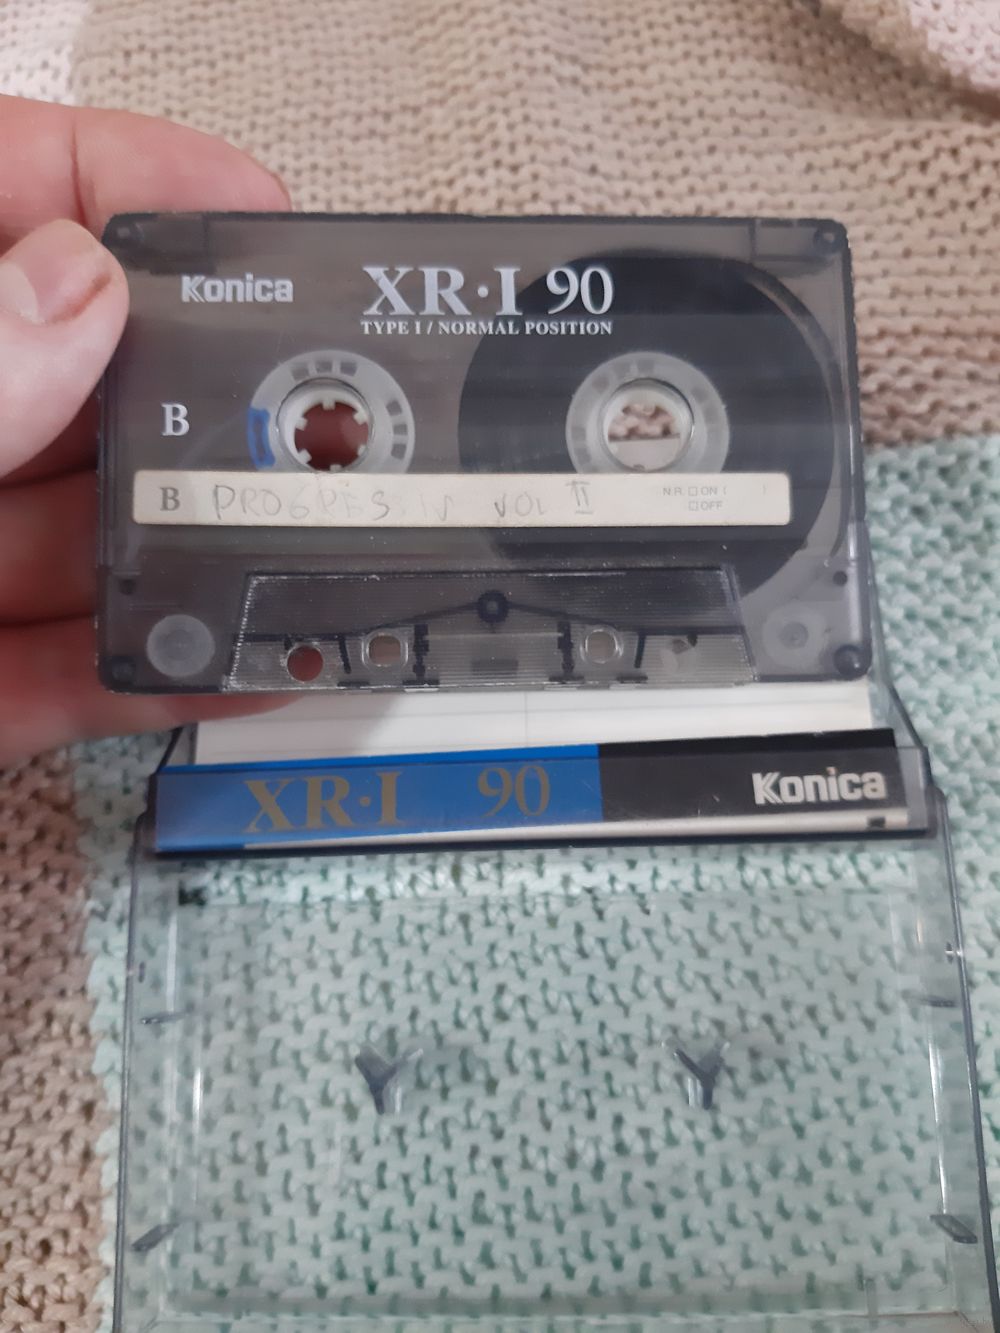 Konica
XR·I 90
TYPE I / NORMAL POSITION
B
B PROGRESSIV VOL II
N.R. □ ON ( )
□ OFF
XR·I 90 Konica